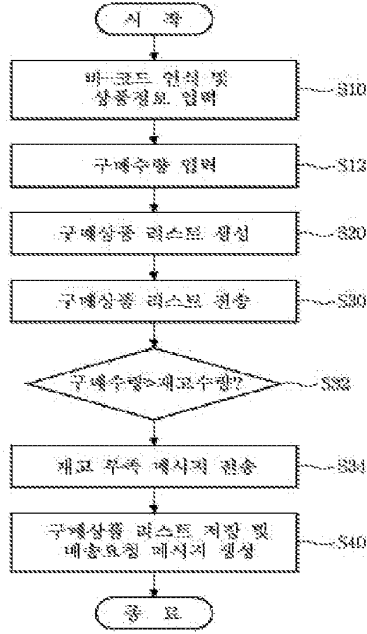 시 작
바-코드 인식 및
상품정보 입력
S10
구매수량 입력
S12
구매상품 리스트 생성
S20
구매상품 리스트 전송
S30
구매수량>재고수량?
S32
재고 부족 메시지 전송
S34
구매상품 리스트 저장 및
배송요청 메시지 생성
S40
종 료